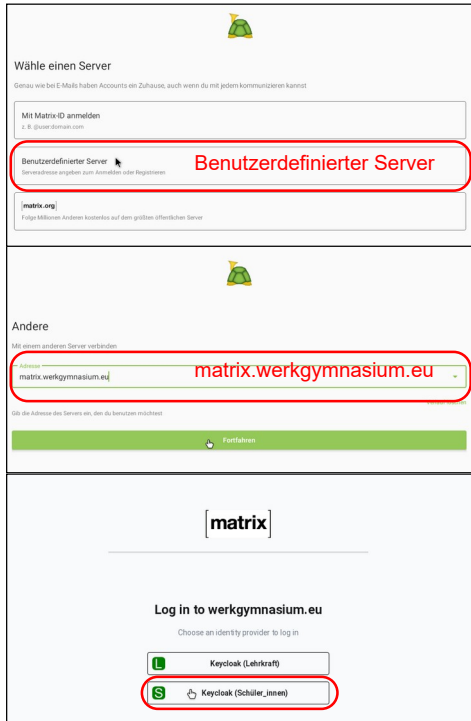 Wähle einen Server
Genau wie bei E-Mails haben Accounts ein Zuhause, auch wenn du mit jedem kommunizieren kannst
Mit Matrix-ID anmelden
z. B. @user:domain.com
Benutzerdefinierter Server
Benutzerdefinierter Server
Serveradresse angeben zum Anmelden oder Registrieren
[matrix.org]
Folge Millionen Anderen kostenlos auf dem größten öffentlichen Server
Andere
Mit einem anderen Server verbinden
Adresse
matrix.werkgymnasium.eu
matrix.werkgymnasium.eu
Gib die Adresse des Servers ein, den du benutzen möchtest
Fortfahren
[matrix]
Log in to werkgymnasium.eu
Choose an identity provider to log in
L Keycloak (Lehrkraft)
S Keycloak (Schüler_innen)